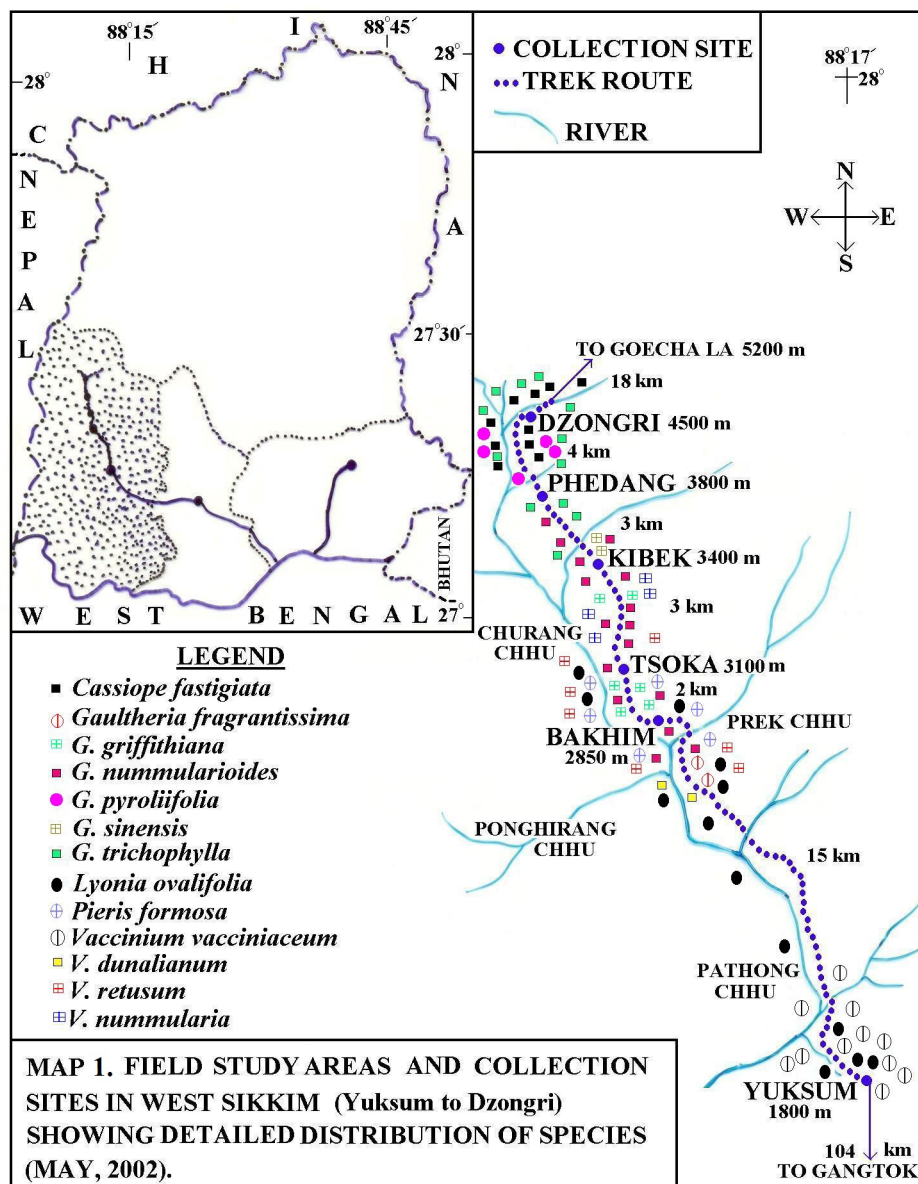 88°15´
88°45´
28°
28°
C
H
I
N
A
NEPAL
27°30´
27°
BHUTAN
WEST BENGAL
COLLECTION SITE
TREK ROUTE
RIVER
88°17´
28°
N
W E
S
TO GOECHA LA 5200 m
18 km
DZONGRI 4500 m
4 km
PHEDANG 3800 m
3 km
KIBEK 3400 m
3 km
CHURANG
CHHU
TSOKA 3100 m
2 km
BAKHIM
2850 m
PREK CHHU
PONGHIRANG
CHHU
15 km
PATHONG
CHHU
YUKSUM
1800 m
104 km
TO GANGTOK
LEGEND
Cassiope fastigiata
Gaultheria fragrantissima
G. griffithiana
G. nummularioides
G. pyroliifolia
G. sinensis
G. trichophylla
Lyonia ovalifolia
Pieris formosa
Vaccinium vacciniaceum
V. dunalianum
V. retusum
V. nummularia
MAP 1. FIELD STUDY AREAS AND COLLECTION
SITES IN WEST SIKKIM (Yuksum to Dzongri)
SHOWING DETAILED DISTRIBUTION OF SPECIES
(MAY, 2002).